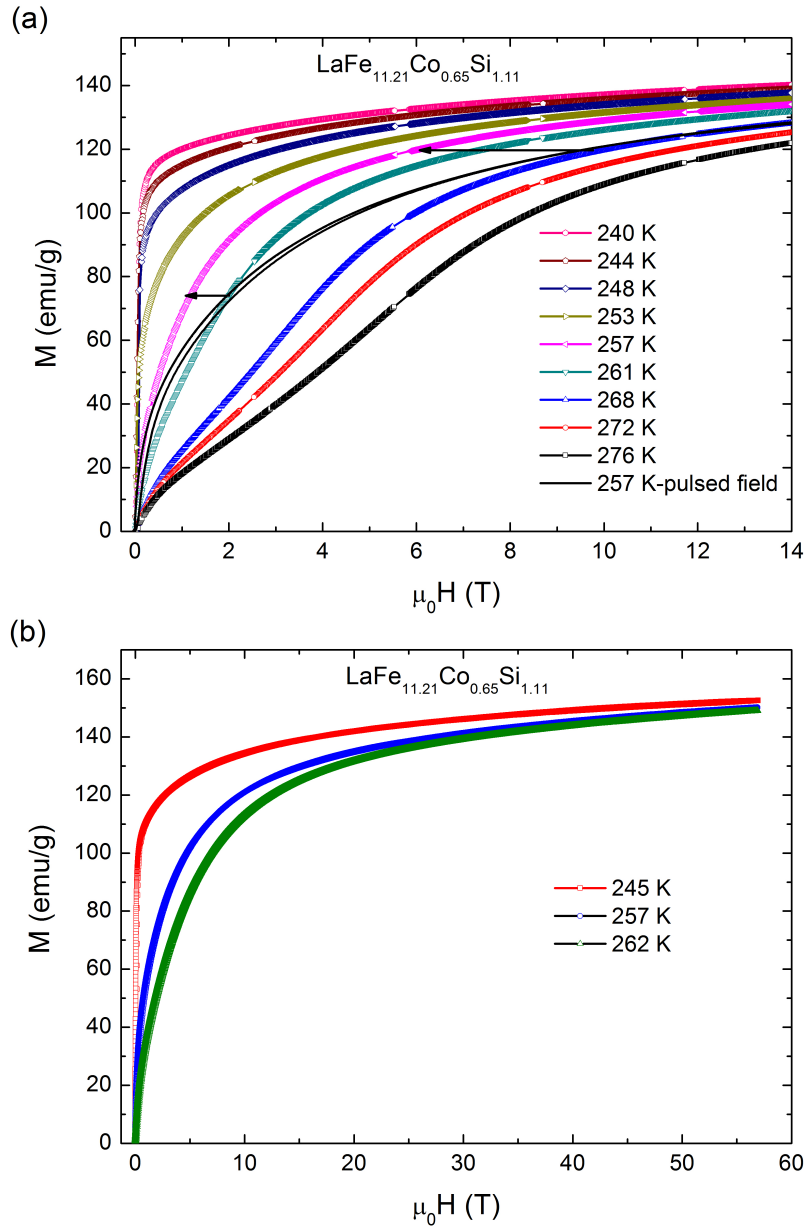 (a)
LaFe11.21Co0.65Si1.11
M (emu/g)
140
120
100
80
60
40
20
0
240 K
244 K
248 K
253 K
257 K
261 K
268 K
272 K
276 K
257 K-pulsed field
0 2 4 6 8 10 12 14
μ0H (T)
(b)
LaFe11.21Co0.65Si1.11
M (emu/g)
160
140
120
100
80
60
40
20
0
245 K
257 K
262 K
0 10 20 30 40 50 60
μ0H (T)